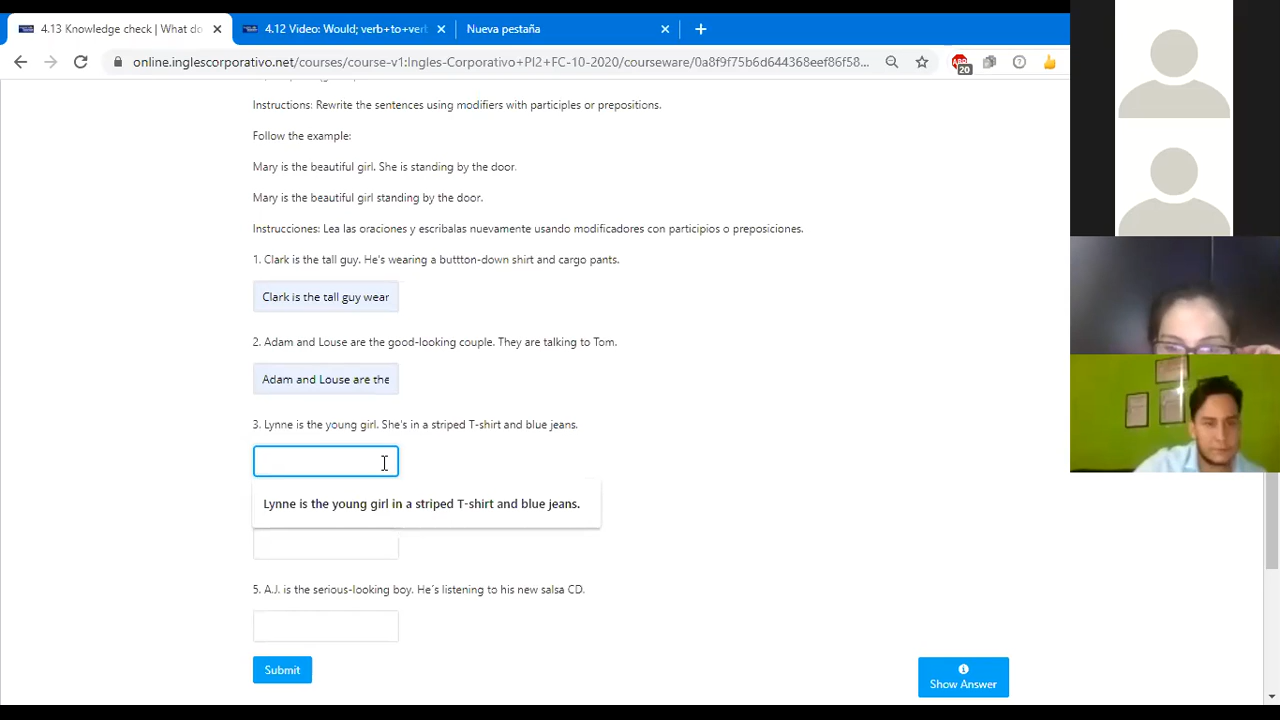 4.13 Knowledge check | What do
4.12 Video: Would; verb+to+verb
Nueva pestaña
online.inglescorporativo.net/courses/course-v1:Ingles-Corporativo+PI2+FC-10-2020/courseware/0a8f9f75b6d644368eef86f58...
ABP
20
Instructions: Rewrite the sentences using modifiers with participles or prepositions.
Follow the example:
Mary is the beautiful girl. She is standing by the door.
Mary is the beautiful girl standing by the door.
Instrucciones: Lea las oraciones y escribalas nuevamente usando modificadores con participios o preposiciones.
1. Clark is the tall guy. He's wearing a buttton-down shirt and cargo pants.
Clark is the tall guy wear
2. Adam and Louse are the good-looking couple. They are talking to Tom.
Adam and Louse are the
3. Lynne is the young girl. She's in a striped T-shirt and blue jeans.
Lynne is the young girl in a striped T-shirt and blue jeans.
5. A.J. is the serious-looking boy. He´s listening to his new salsa CD.
Submit
Show Answer